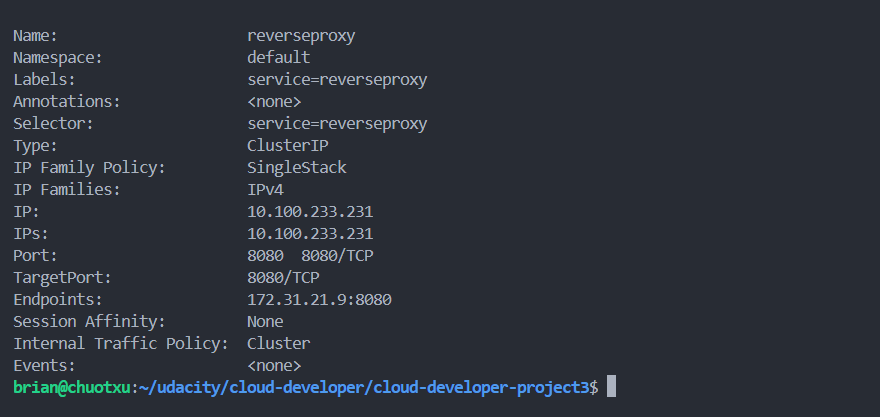 Name:                     reverseproxy
Namespace:                default
Labels:                   service=reverseproxy
Annotations:              <none>
Selector:                 service=reverseproxy
Type:                     ClusterIP
IP Family Policy:         SingleStack
IP Families:              IPv4
IP:                       10.100.233.231
IPs:                      10.100.233.231
Port:                     8080  8080/TCP
TargetPort:               8080/TCP
Endpoints:                172.31.21.9:8080
Session Affinity:         None
Internal Traffic Policy:  Cluster
Events:                   <none>
brian@chuotxu:~/udacity/cloud-developer/cloud-developer-project3$